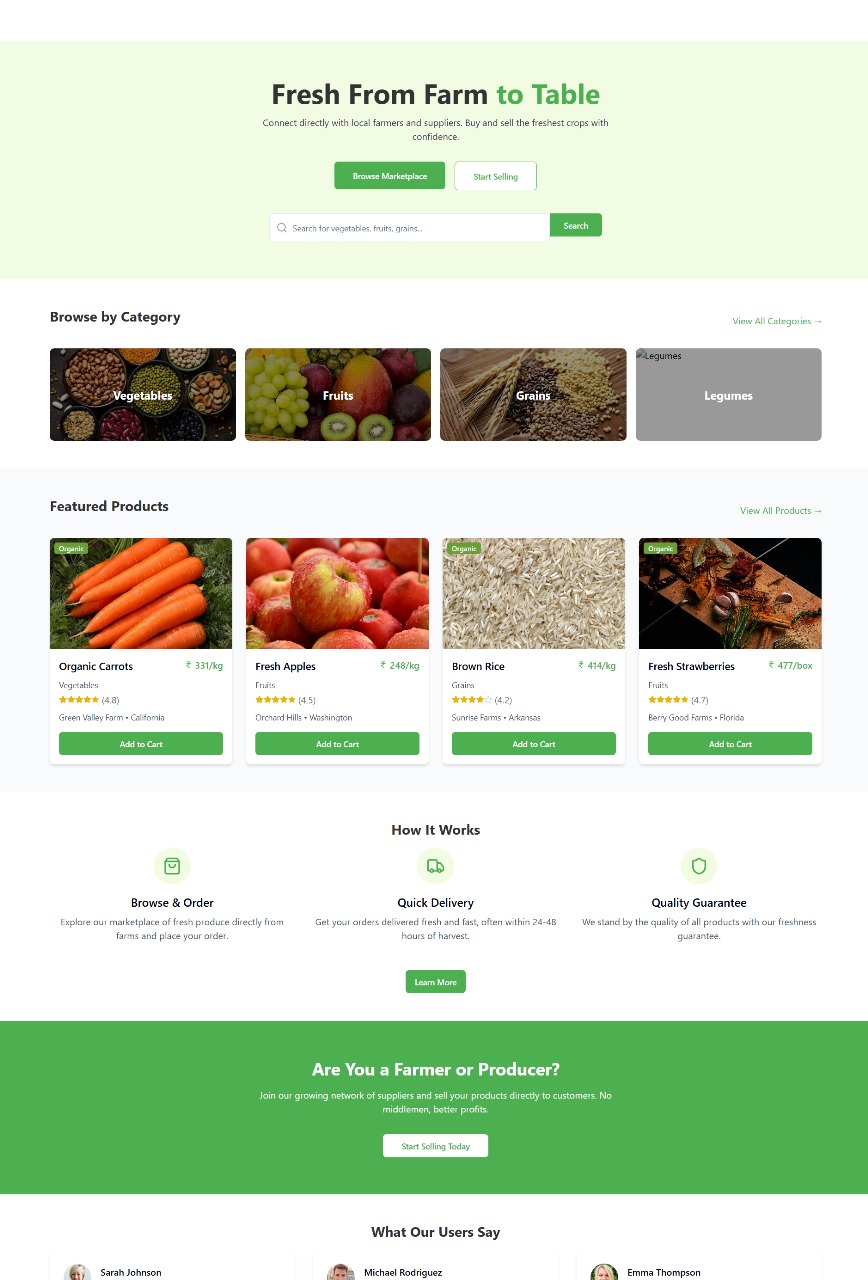 Fresh From Farm to Table
Connect directly with local farmers and suppliers. Buy and sell the freshest crops with
confidence.
Browse Marketplace
Start Selling
Search for vegetables, fruits, grains...
Search
Browse by Category
View All Categories →
Vegetables
Fruits
Grains
Legumes
Legumes
Featured Products
View All Products →
Organic
Organic Carrots
₹ 331/kg
Vegetables
★★★★★ (4.8)
Green Valley Farm • California
Add to Cart
Fresh Apples
₹ 248/kg
Fruits
★★★★★ (4.5)
Orchard Hills • Washington
Add to Cart
Organic
Brown Rice
₹ 414/kg
Grains
★★★★☆ (4.2)
Sunrise Farms • Arkansas
Add to Cart
Organic
Fresh Strawberries
₹ 477/box
Fruits
★★★★★ (4.7)
Berry Good Farms • Florida
Add to Cart
How It Works
Browse & Order
Explore our marketplace of fresh produce directly from
farms and place your order.
Quick Delivery
Get your orders delivered fresh and fast, often within 24-48
hours of harvest.
Quality Guarantee
We stand by the quality of all products with our freshness
guarantee.
Learn More
Are You a Farmer or Producer?
Join our growing network of suppliers and sell your products directly to customers. No
middlemen, better profits.
Start Selling Today
What Our Users Say
Sarah Johnson
Michael Rodriguez
Emma Thompson